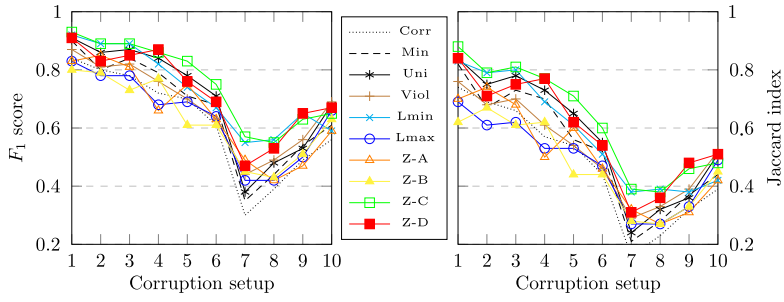 1
0.8
0.6
0.4
0.2
F1 score
1 2 3 4 5 6 7 8 9 10
Corruption setup
Corr
Min
Uni
Viol
Lmin
Lmax
Z-A
Z-B
Z-C
Z-D
1
0.8
0.6
0.4
0.2
Jaccard index
1 2 3 4 5 6 7 8 9 10
Corruption setup